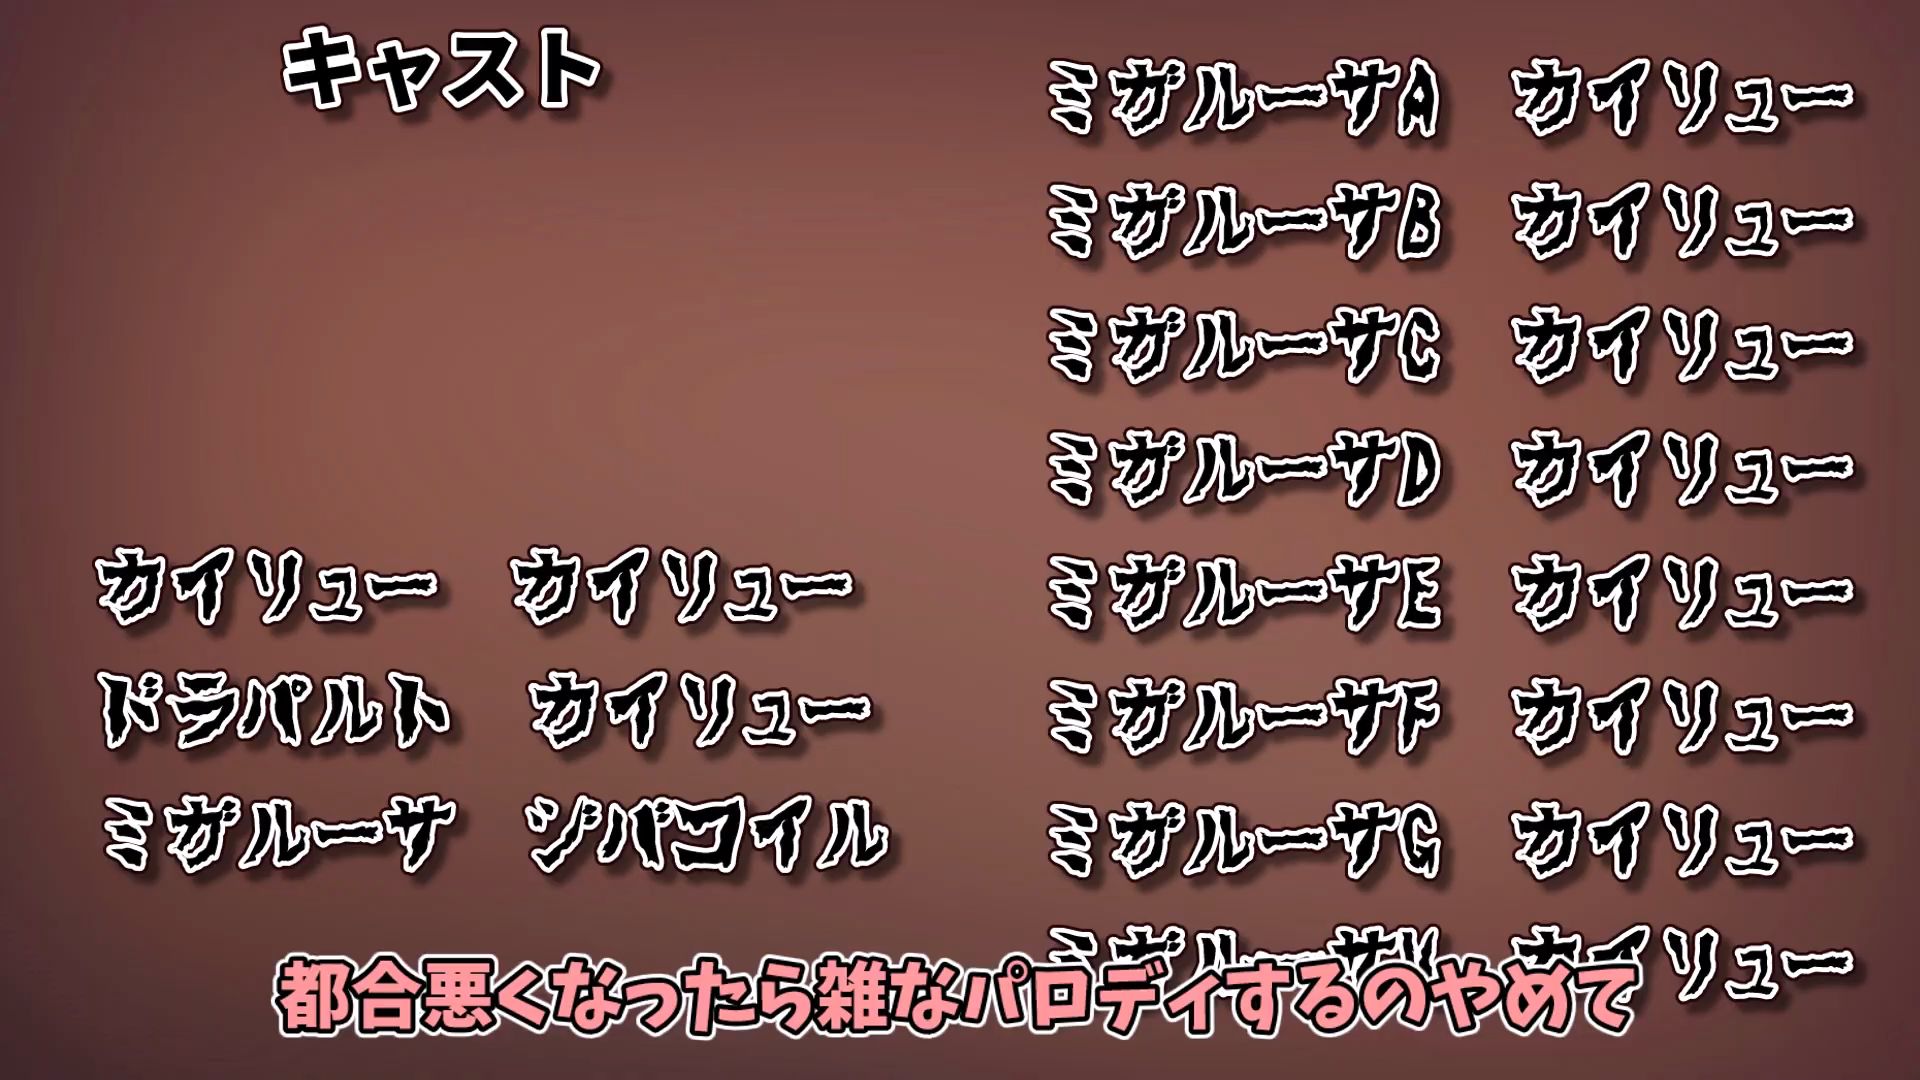 キャスト
カイリュー　カイリュー
ドラパルト　カイリュー
ミガルーサ　ジバコイル
ミガルーサA　カイリュー
ミガルーサB　カイリュー
ミガルーサC　カイリュー
ミガルーサD　カイリュー
ミガルーサE　カイリュー
ミガルーサF　カイリュー
ミガルーサG　カイリュー
カイリュー
都合悪くなったら雑なパロディするのやめて